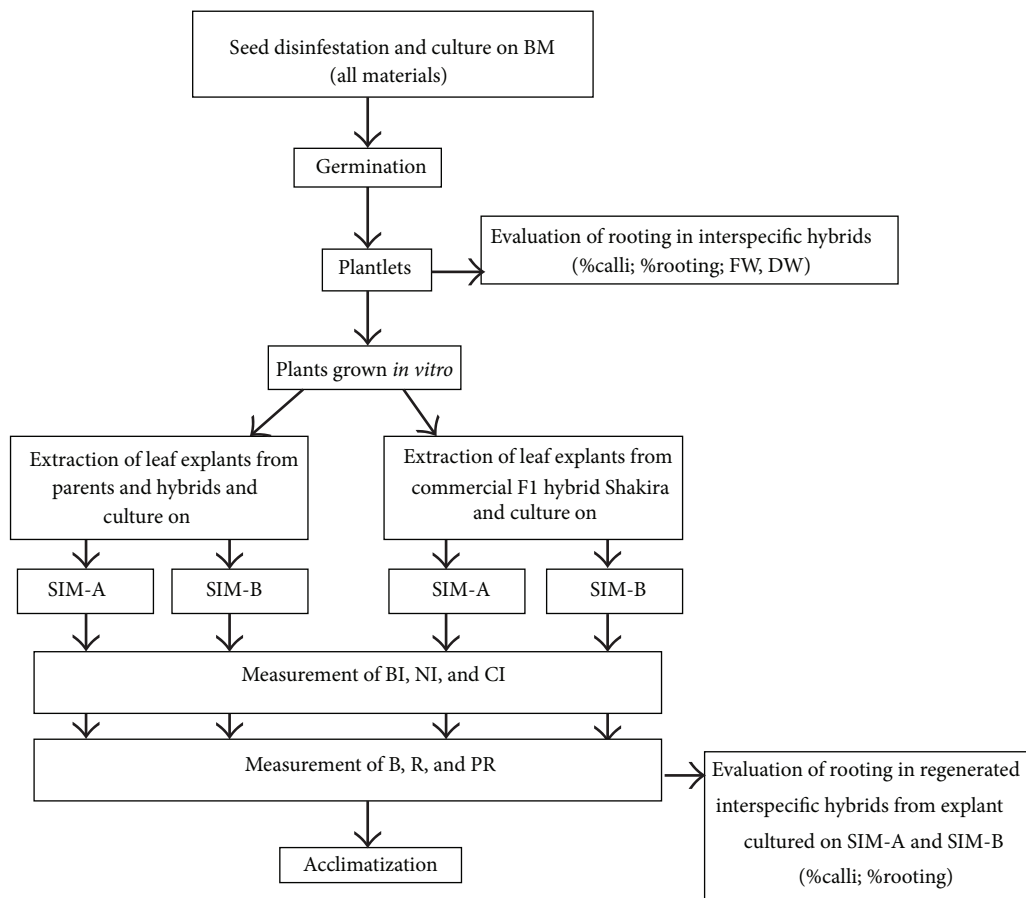 Seed disinfestation and culture on BM
(all materials)
Germination
Plantlets
Evaluation of rooting in interspecific hybrids
(%calli; %rooting; FW, DW)
Plants grown in vitro
Extraction of leaf explants from
parents and hybrids and
culture on
Extraction of leaf explants from
commercial F1 hybrid Shakira
and culture on
SIM-A
SIM-B
SIM-A
SIM-B
Measurement of BI, NI, and CI
Measurement of B, R, and PR
Evaluation of rooting in regenerated
interspecific hybrids from explant
cultured on SIM-A and SIM-B
(%calli; %rooting)
Acclimatization